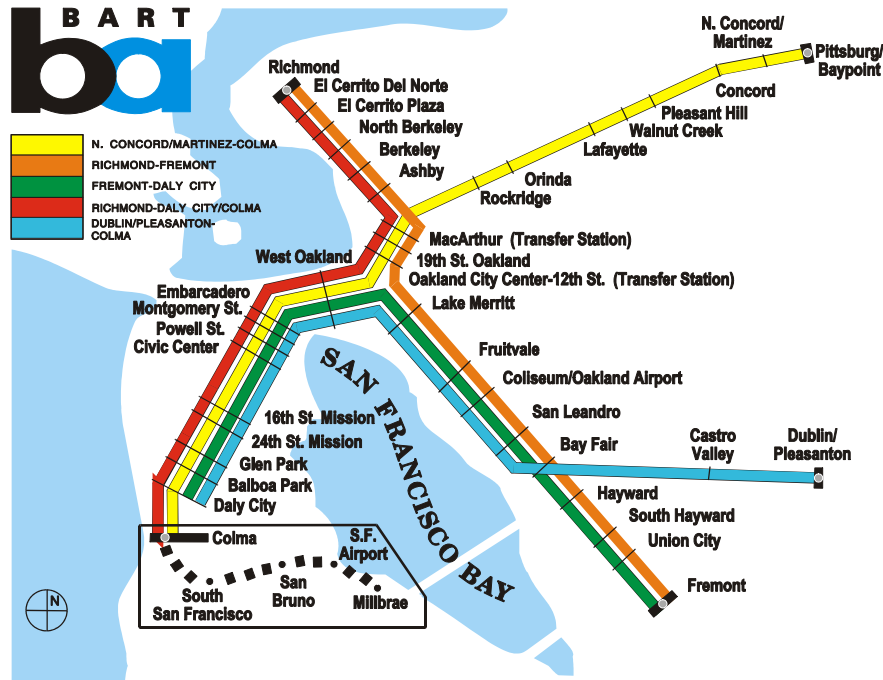 BART
ba
N. CONCORD/MARTINEZ-COLMA
RICHMOND-FREMONT
FREMONT-DALY CITY
RICHMOND-DALY CITY/COLMA
DUBLIN/PLEASANTON-
COLMA
N. Concord/
Martinez
Pittsburg/
Baypoint
Concord
Pleasant Hill
Walnut Creek
Lafayette
Orinda
Rockridge
Richmond
El Cerrito Del Norte
El Cerrito Plaza
North Berkeley
Berkeley
Ashby
MacArthur (Transfer Station)
19th St. Oakland
Oakland City Center-12th St. (Transfer Station)
Lake Merritt
West Oakland
Embarcadero
Montgomery St.
Powell St.
Civic Center
16th St. Mission
24th St. Mission
Glen Park
Balboa Park
Daly City
Colma
South
San Francisco
San
Bruno
S.F.
Airport
Millbrae
SAN FRANCISCO BAY
Fruitvale
Coliseum/Oakland Airport
San Leandro
Bay Fair
Castro
Valley
Dublin/
Pleasanton
Hayward
South Hayward
Union City
Fremont
N